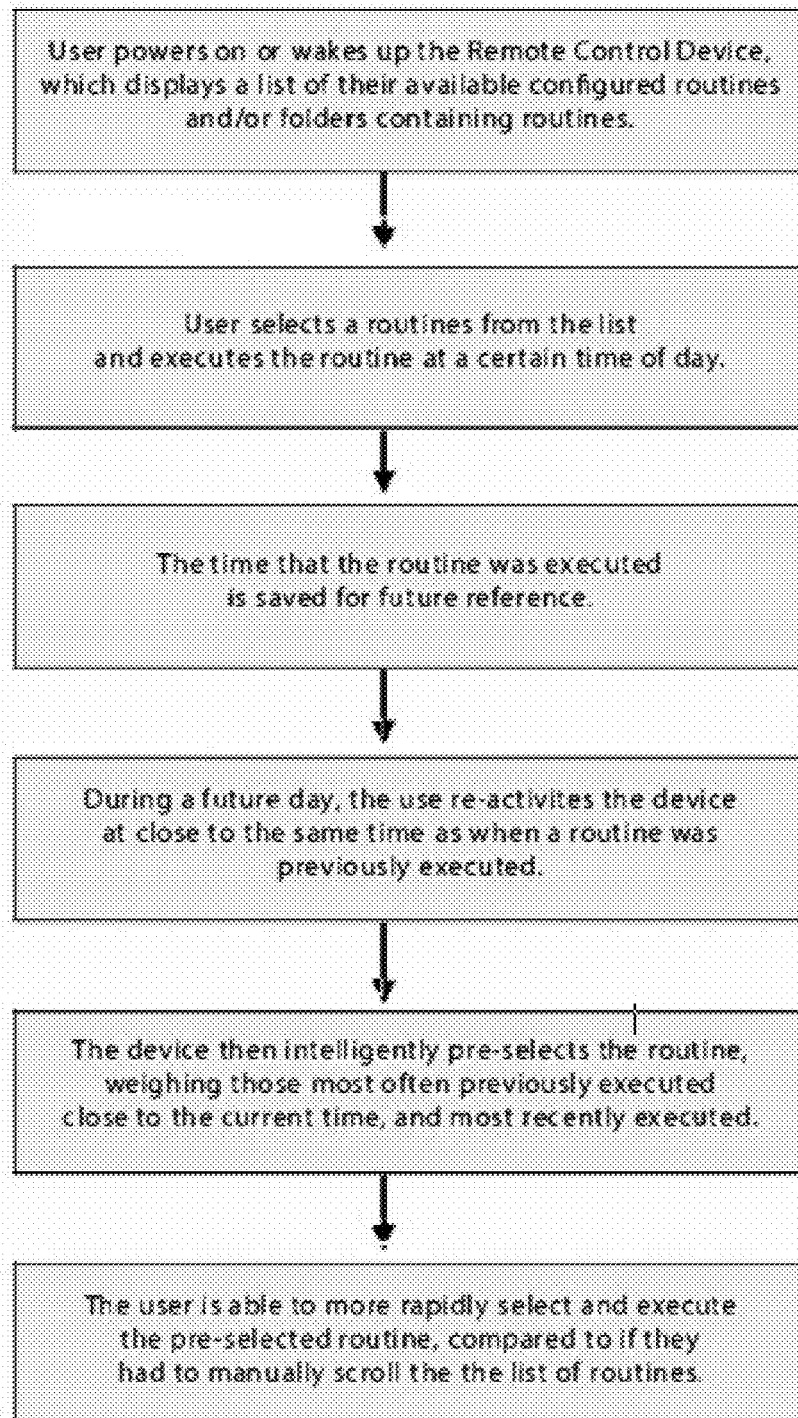 User powers on or wakes up the Remote Control Device,
which displays a list of their available configured routines
and/or folders containing routines.
User selects a routines from the list
and executes the routine at a certain time of day.
The time that the routine was executed
is saved for future reference.
During a future day, the use re-activites the device
at close to the same time as when a routine was
previously executed.
The device then intelligently pre-selects the routine,
weighing those most often previously executed
close to the current time, and most recently executed.
The user is able to more rapidly select and execute
the pre-selected routine, compared to if they
had to manually scroll the the list of routines.